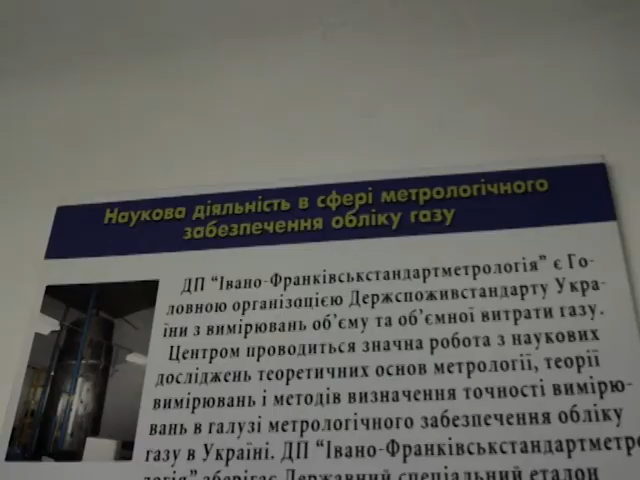 Наукова діяльність в сфері метрологічного
забезпечення обліку газу
ДП “Івано-Франківськстандартметрологія” є Го-
ловною організацією Держспоживстандарту Укра-
їни з вимірювань об’єму та об’ємної витрати газу.
Центром проводиться значна робота з наукових
досліджень теоретичних основ метрології, теорії
вимірювань і методів визначення точності вимірю-
вань в галузі метрологічного забезпечення обліку
газу в Україні. ДП “Івано-Франківськстандартметро
логія” зберігає Державний спеціальний еталон